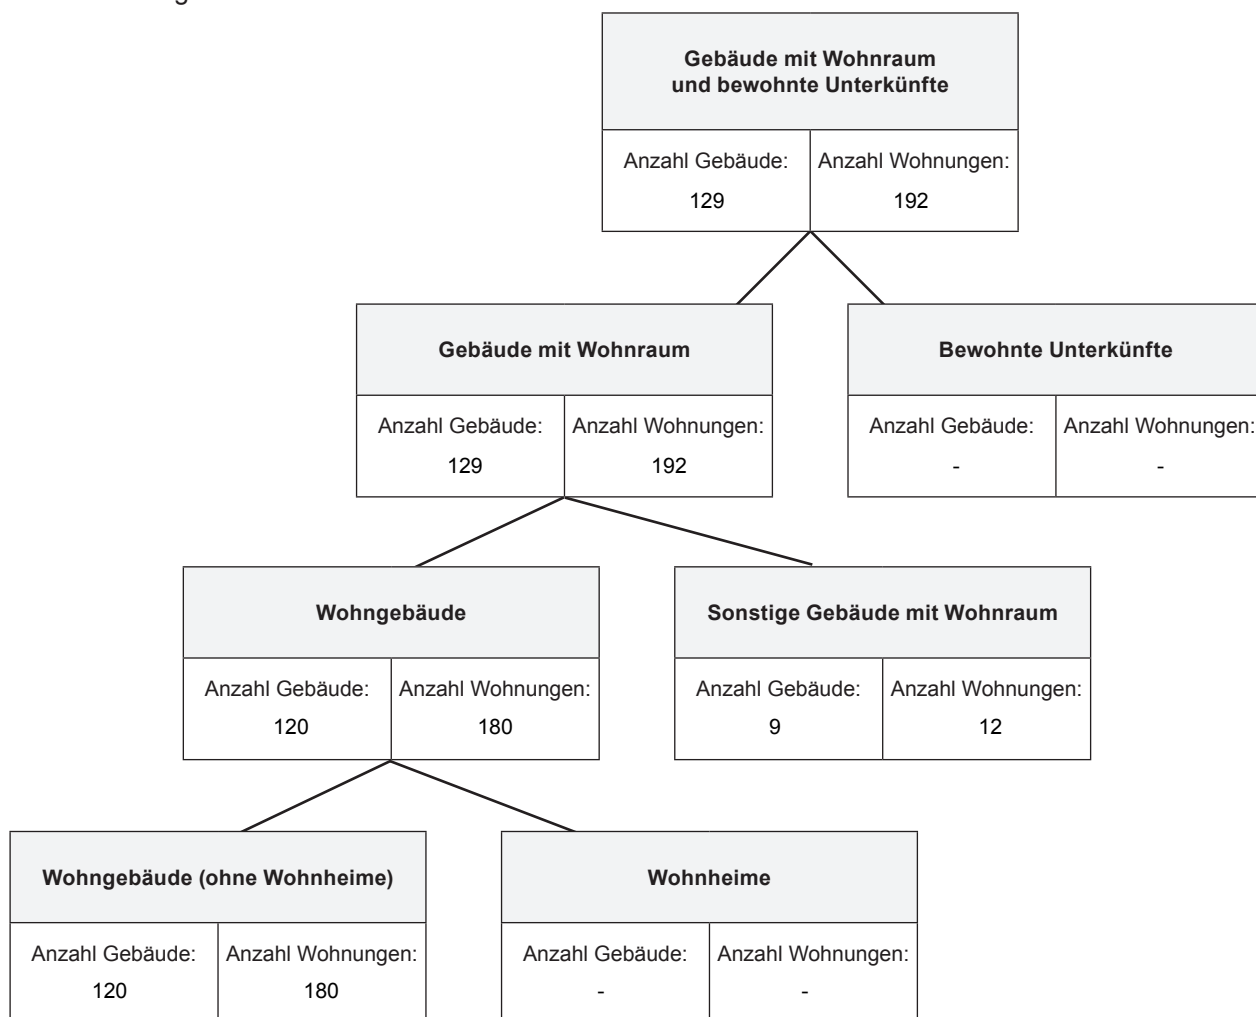 Gebäude mit Wohnraum
und bewohnte Unterkünfte
Anzahl Gebäude: Anzahl Wohnungen:
129 192
Gebäude mit Wohnraum Bewohnte Unterkünfte
Anzahl Gebäude: Anzahl Wohnungen: Anzahl Gebäude: Anzahl Wohnungen:
129 192 - -
Wohngebäude Sonstige Gebäude mit Wohnraum
Anzahl Gebäude: Anzahl Wohnungen: Anzahl Gebäude: Anzahl Wohnungen:
120 180 9 12
Wohngebäude (ohne Wohnheime) Wohnheime
Anzahl Gebäude: Anzahl Wohnungen: Anzahl Gebäude: Anzahl Wohnungen:
120 180 - -